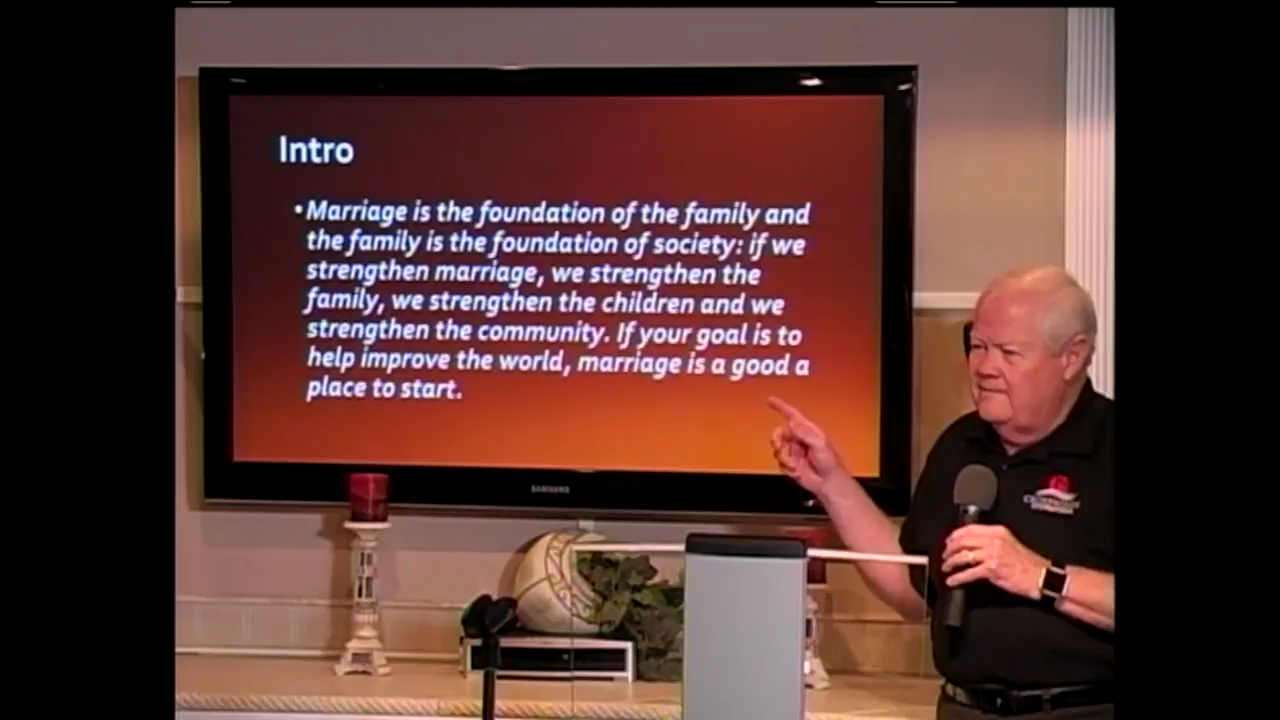 Intro
• Marriage is the foundation of the family and
the family is the foundation of society: if we
strengthen marriage, we strengthen the
family, we strengthen the children and we
strengthen the community. If your goal is to
help improve the world, marriage is a good a
place to start.
SAMSUNG